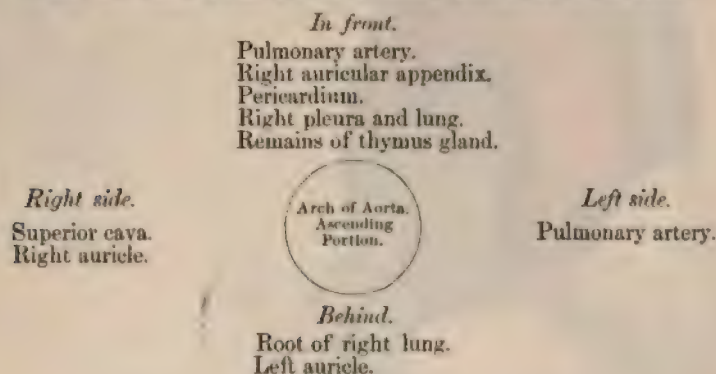 In front.
Pulmonary artery.
Right auricular appendix.
Pericardium.
Right pleura and lung.
Remains of thymus gland.
Right side.
Superior cava.
Right auricle.
Arch of Aorta.
Ascending
Portion.
Left side.
Pulmonary artery.
Behind.
Root of right lung.
Left auricle.